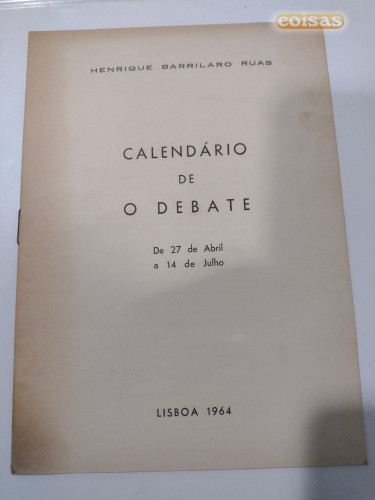 coisas
HENRIQUE BARRILARO RUAS
CALENDÁRIO
DE
O DEBATE
De 27 de Abril
a 14 de Julho
LISBOA 1964